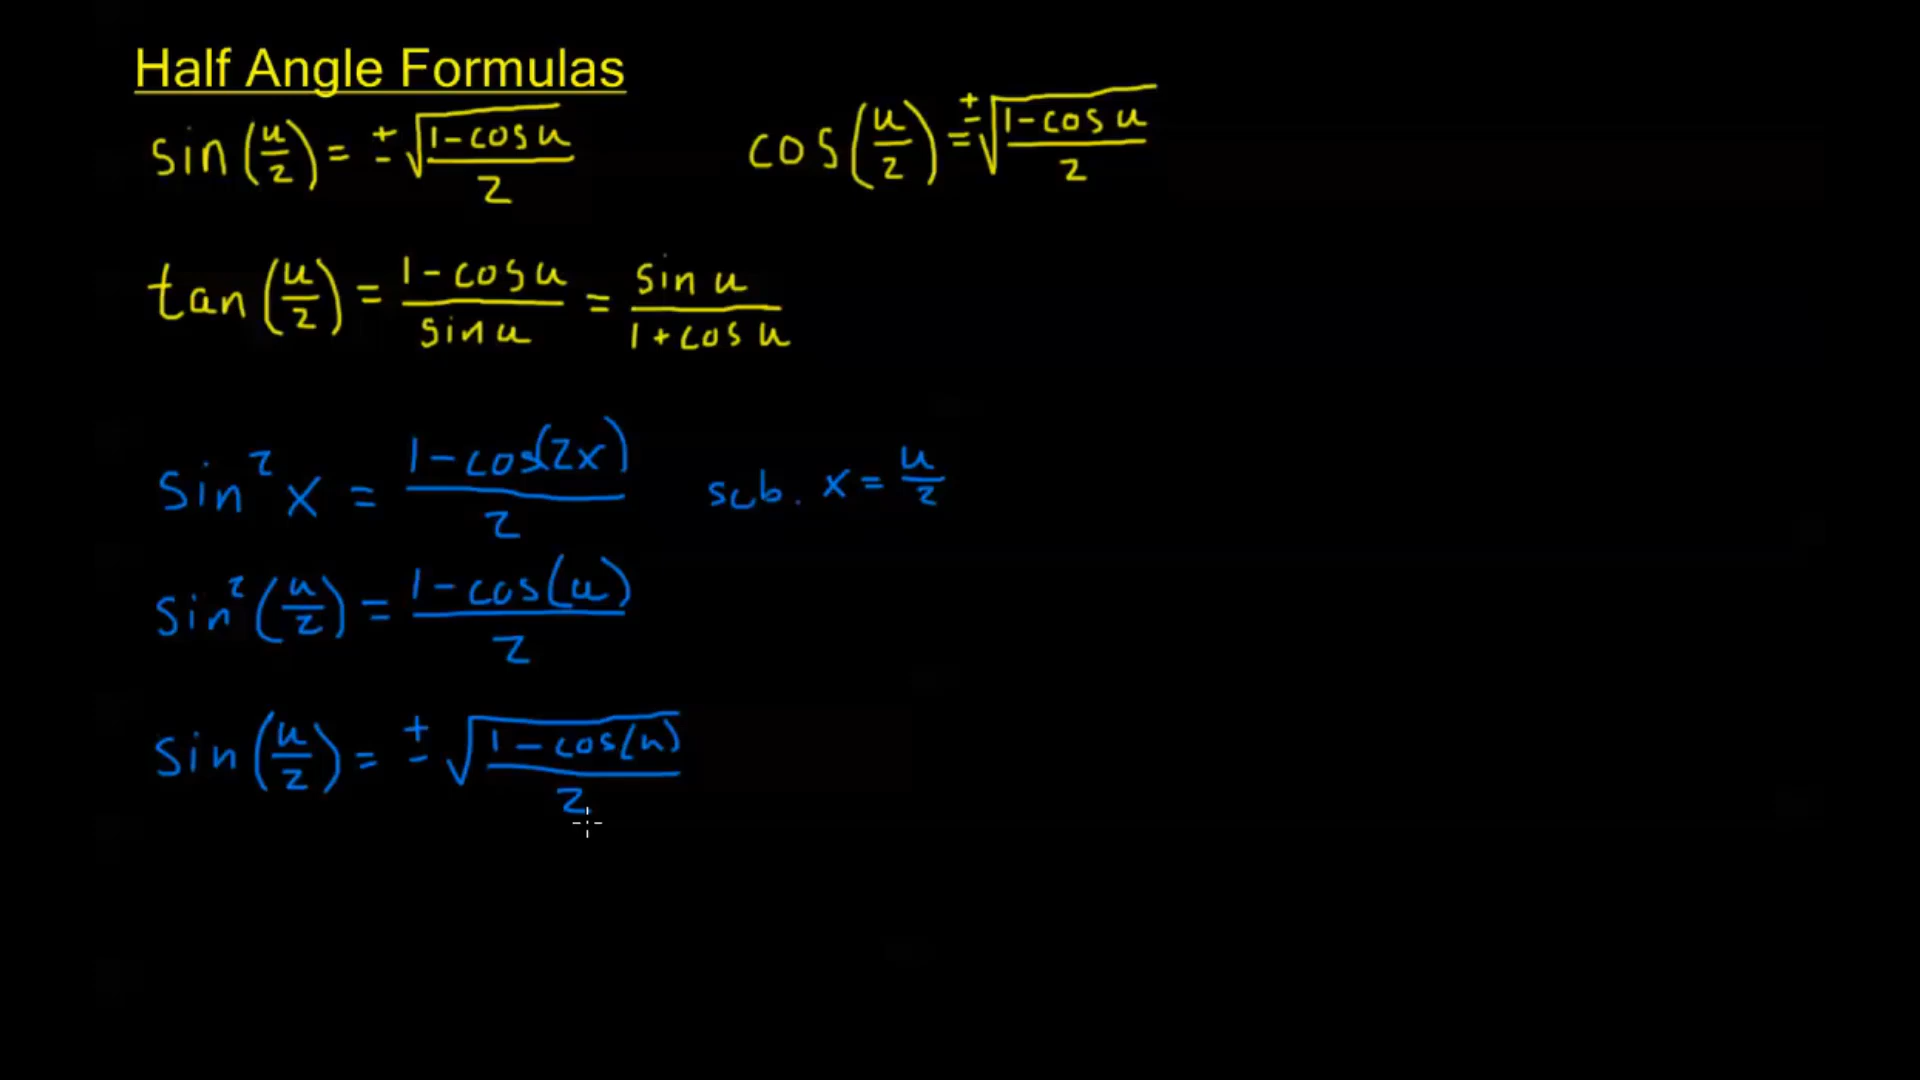 Half Angle Formulas
sin(u/2) = ±√((1-cos u)/2)
cos(u/2) = ±√((1-cos u)/2)
tan(u/2) = (1-cos u)/(sin u) = (sin u)/(1+cos u)
sin²x = (1-cos(2x))/2
sub. x = u/2
sin²(u/2) = (1-cos(u))/2
sin(u/2) = ±√((1-cos(u))/2)